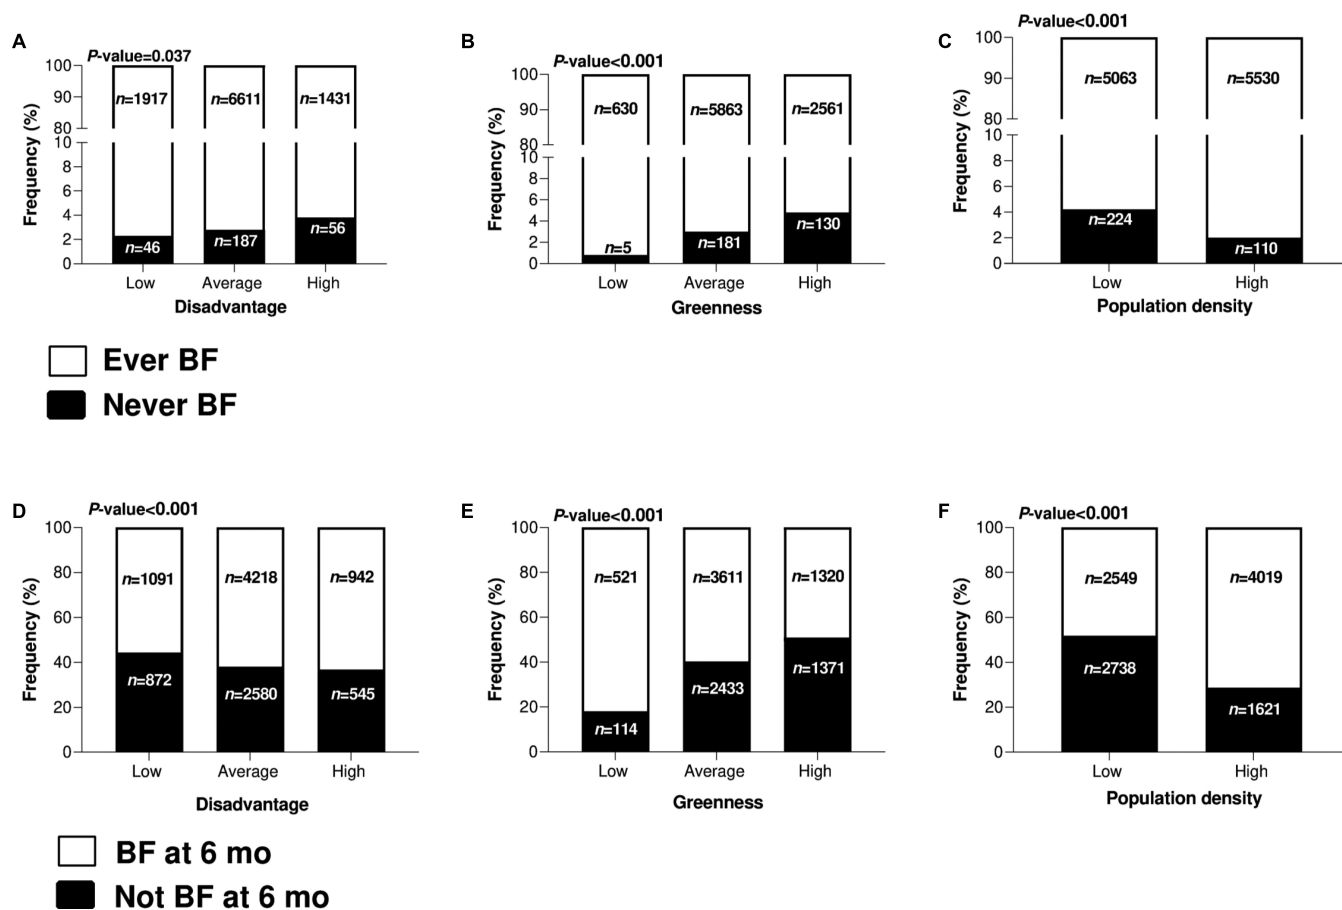 A
P-value=0.037
100
90
80
10
8
6
4
2
0
Frequency (%)
n=1917
n=6611
n=1431
n=46
n=187
n=56
Low
Average
High
Disadvantage
B
P-value<0.001
100
90
80
10
8
6
4
2
0
Frequency (%)
n=630
n=5863
n=2561
n=5
n=181
n=130
Low
Average
High
Greenness
C
P-value<0.001
100
90
80
10
8
6
4
2
0
Frequency (%)
n=5063
n=5530
n=224
n=110
Low
High
Population density
Ever BF
Never BF
D
P-value<0.001
100
80
60
40
20
0
Frequency (%)
n=1091
n=4218
n=942
n=872
n=2580
n=545
Low
Average
High
Disadvantage
E
P-value<0.001
100
80
60
40
20
0
Frequency (%)
n=521
n=3611
n=1320
n=114
n=2433
n=1371
Low
Average
High
Greenness
F
P-value<0.001
100
80
60
40
20
0
Frequency (%)
n=2549
n=4019
n=2738
n=1621
Low
High
Population density
BF at 6 mo
Not BF at 6 mo